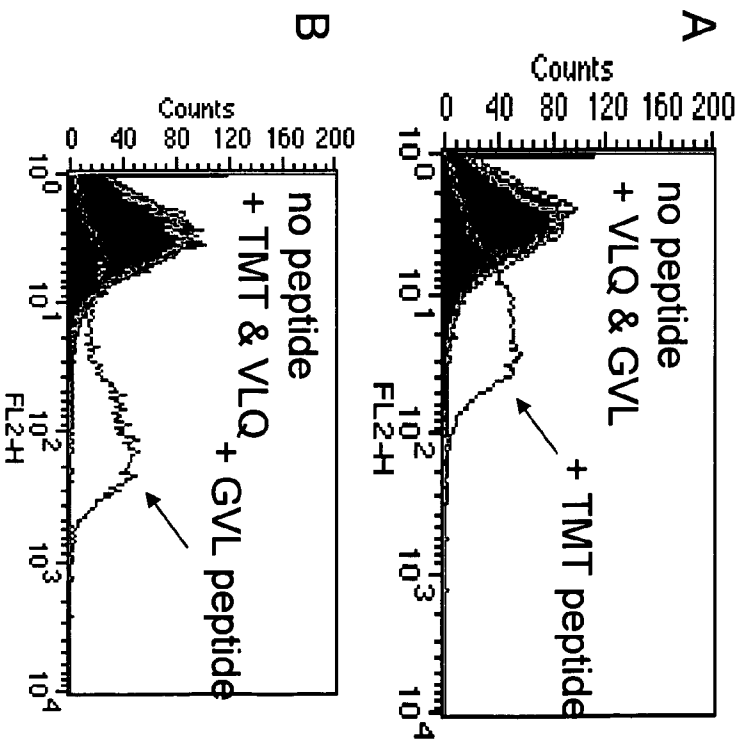 A
Counts
0 40 80 120 160 200
no peptide
+ VLQ & GVL
+ TMT peptide
10^0 10^1 10^2 10^3 10^4
FL2-H
B
Counts
0 40 80 120 160 200
no peptide
+ TMT & VLQ
+ GVL peptide
10^0 10^1 10^2 10^3 10^4
FL2-H